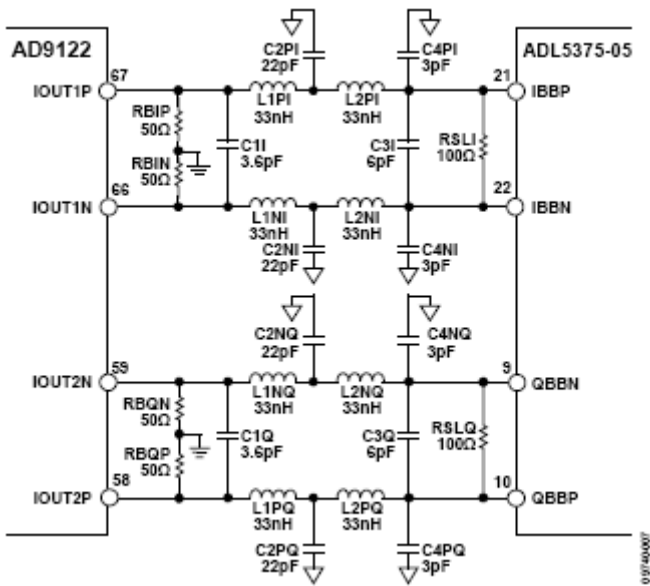 AD9122
ADL5375-05
C2PI
22pF
C4PI
3pF
67
21
IOUT1P
IBBP
L1PI
33nH
L2PI
33nH
RBIP
50Ω
RBIN
50Ω
C1I
3.6pF
C3I
6pF
RSLI
100Ω
66
22
IOUT1N
IBBN
L1NI
33nH
L2NI
33nH
C2NI
22pF
C4NI
3pF
C2NQ
22pF
C4NQ
3pF
59
9
IOUT2N
QBBN
L1NQ
33nH
L2NQ
33nH
RBQN
50Ω
RBQP
50Ω
C1Q
3.6pF
C3Q
6pF
RSLQ
100Ω
58
10
IOUT2P
QBBP
L1PQ
33nH
L2PQ
33nH
C2PQ
22pF
C4PQ
3pF
09740-007